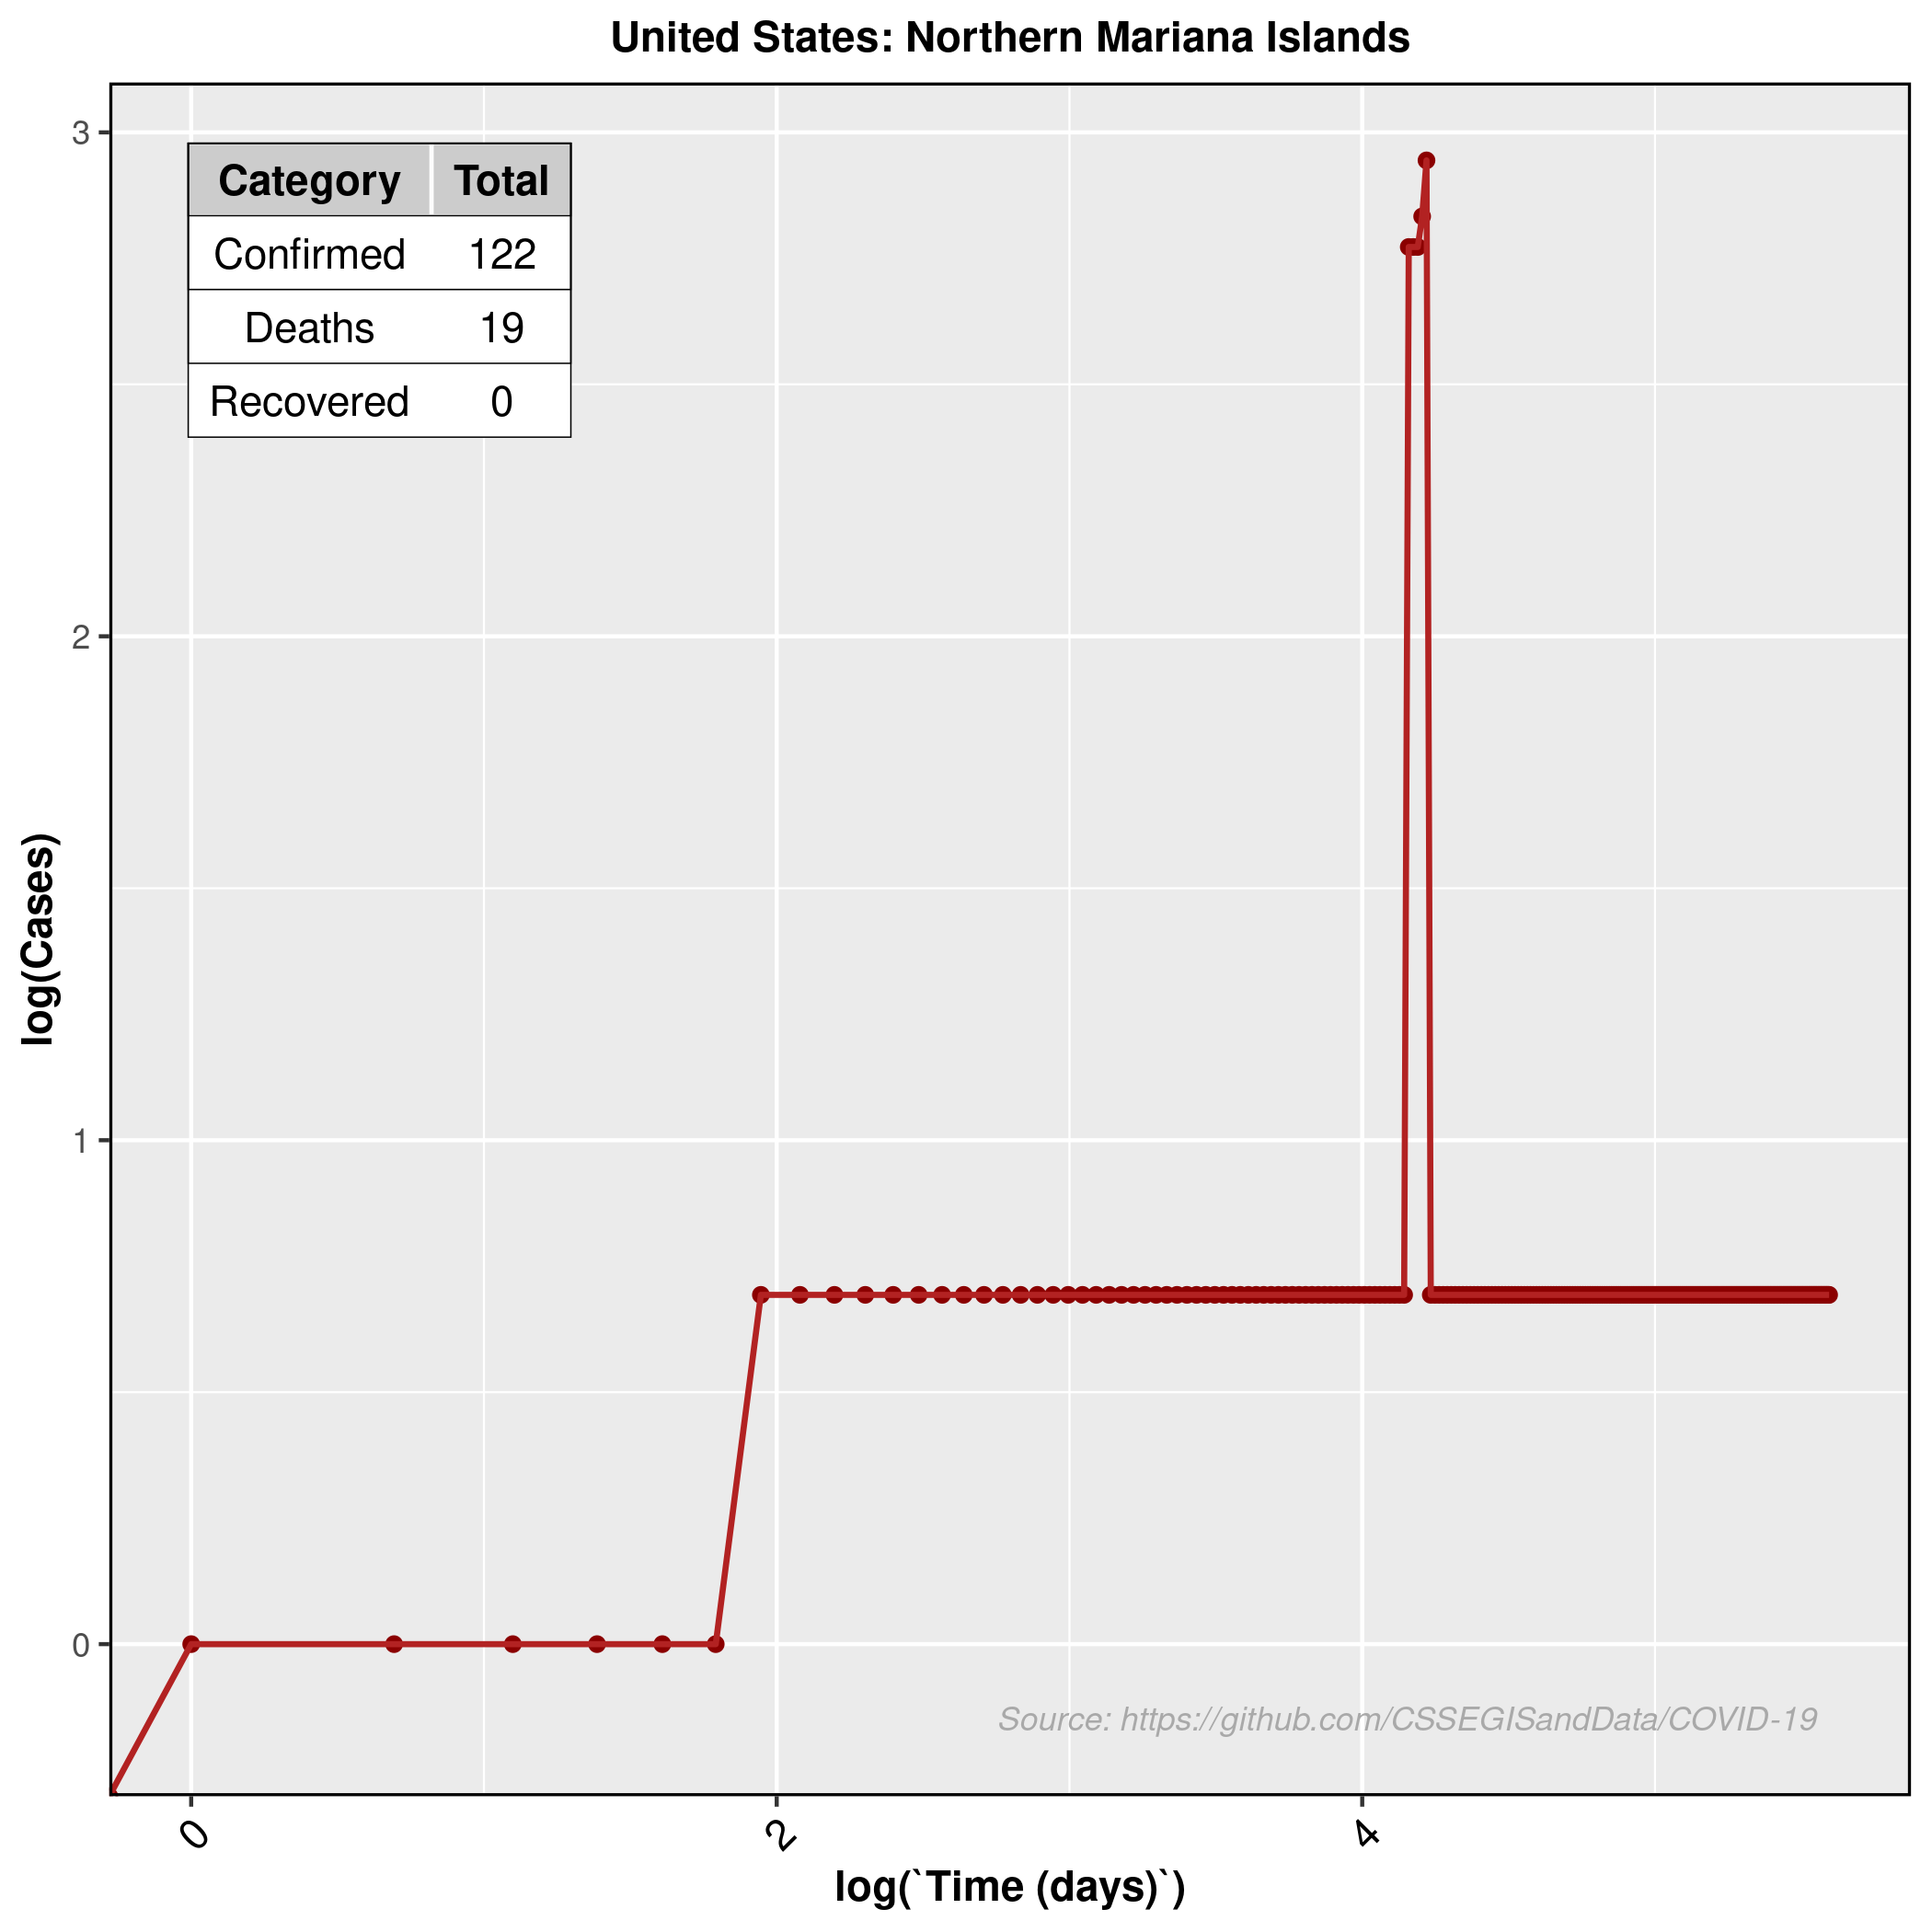 United States: Northern Mariana Islands
3
2
1
0
log(Cases)
Category Total
Confirmed 122
Deaths 19
Recovered 0
Source: https://github.com/CSSEGISandData/COVID-19
0 2 4
log(`Time (days)`)